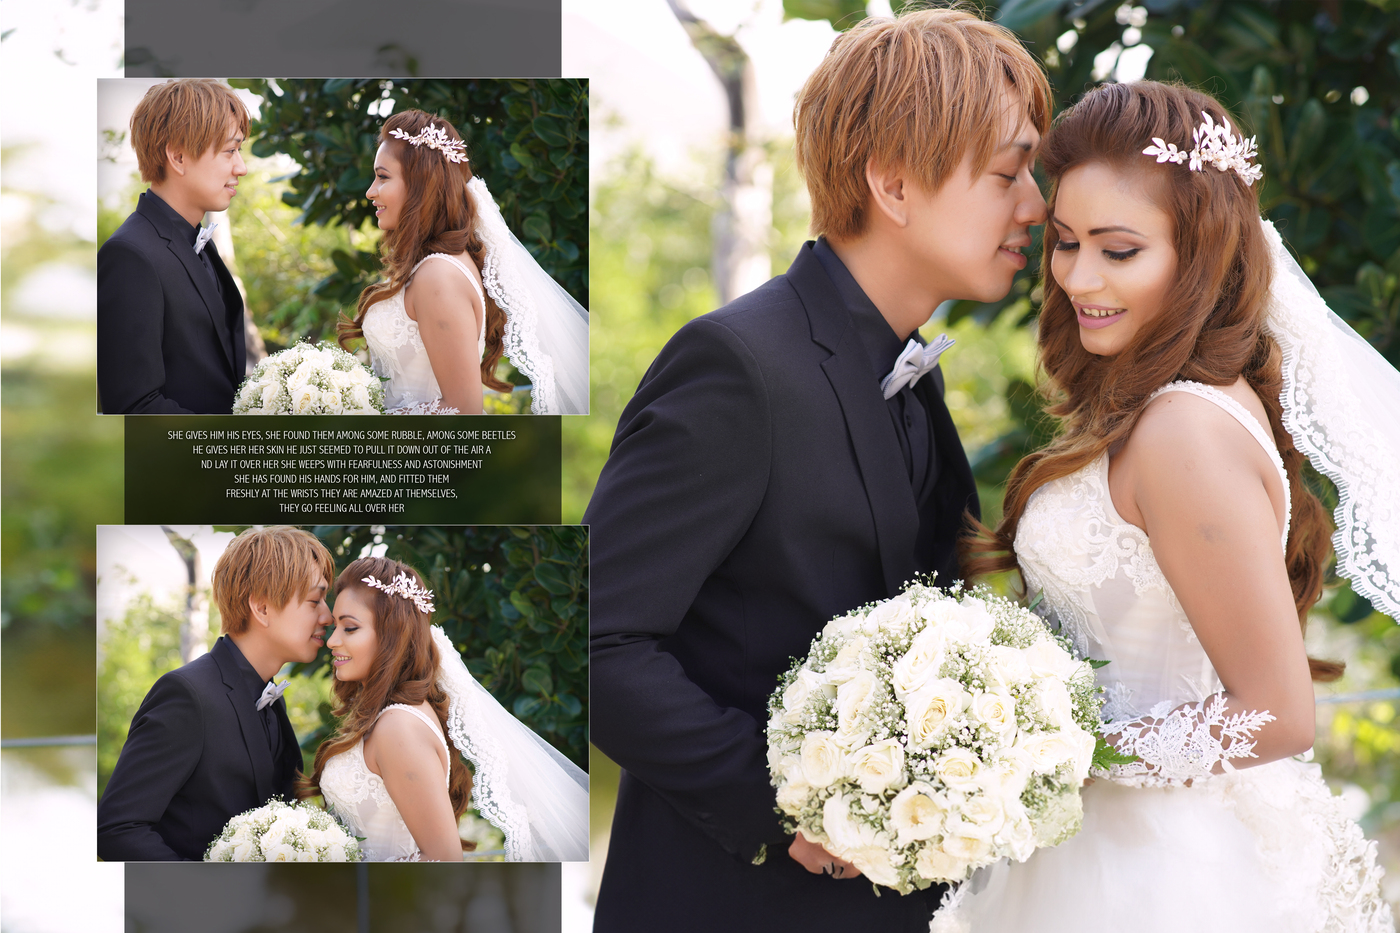 SHE GIVES HIM HIS EYES, SHE FOUND THEM AMONG SOME RUBBLE, AMONG SOME BEETLES
HE GIVES HER HER SKIN HE JUST SEEMED TO PULL IT DOWN OUT OF THE AIR A
ND LAY IT OVER HER SHE WEEPS WITH FEARFULNESS AND ASTONISHMENT
SHE HAS FOUND HIS HANDS FOR HIM, AND FITTED THEM
FRESHLY AT THE WRISTS THEY ARE AMAZED AT THEMSELVES,
THEY GO FEELING ALL OVER HER